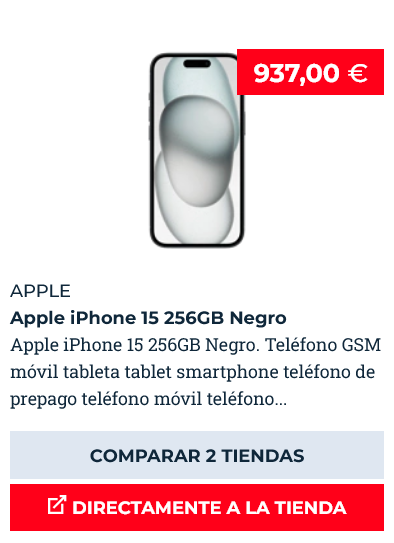 937,00 €
APPLE
Apple iPhone 15 256GB Negro
Apple iPhone 15 256GB Negro. Teléfono GSM
móvil tableta tablet smartphone teléfono de
prepago teléfono móvil teléfono...
COMPARAR 2 TIENDAS
DIRECTAMENTE A LA TIENDA